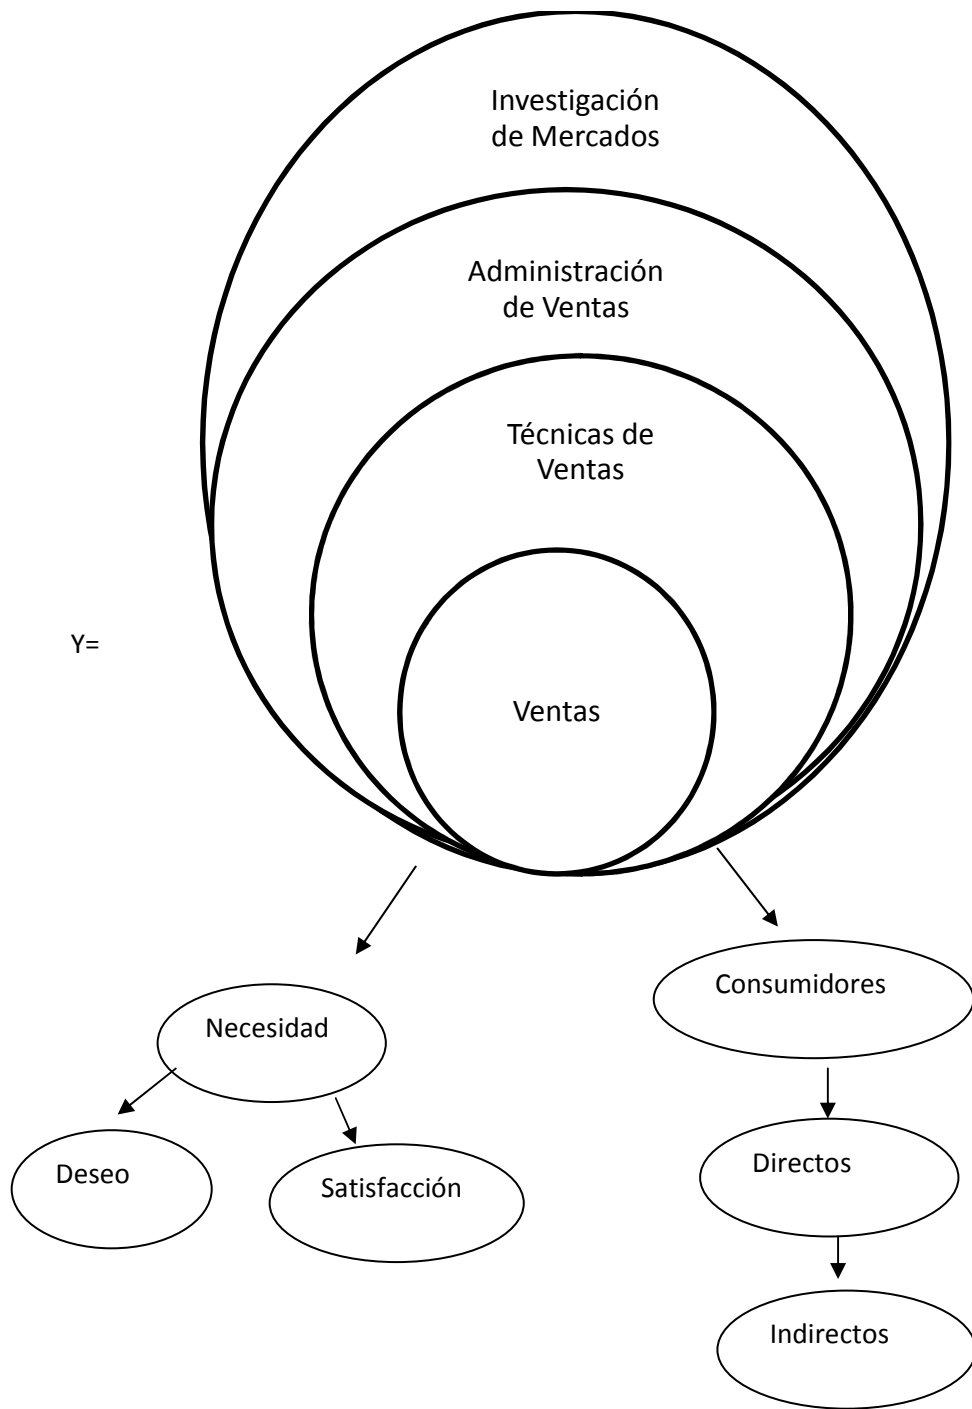 Investigación
de Mercados
Administración
de Ventas
Técnicas de
Ventas
Y=
Ventas
Consumidores
Necesidad
Directos
Deseo
Satisfacción
Indirectos